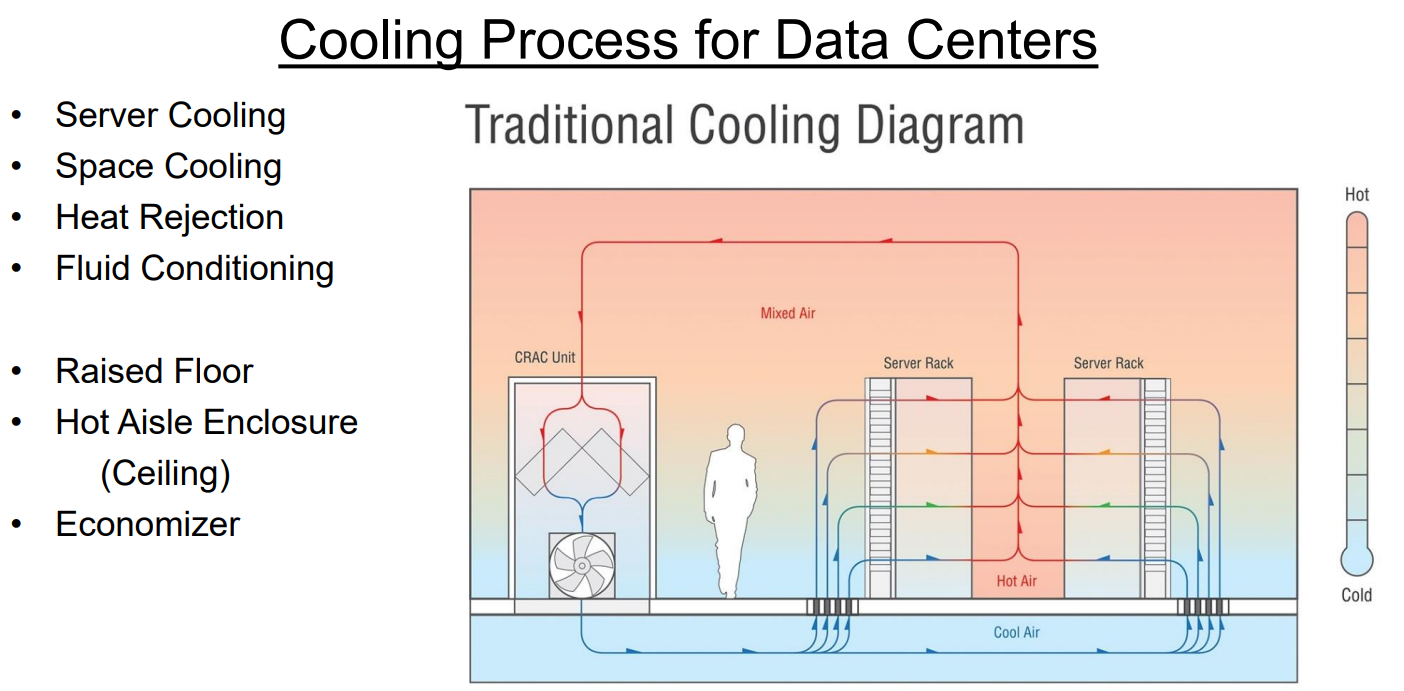 Cooling Process for Data Centers
• Server Cooling
• Space Cooling
• Heat Rejection
• Fluid Conditioning
• Raised Floor
• Hot Aisle Enclosure
(Ceiling)
• Economizer
Traditional Cooling Diagram
Mixed Air
CRAC Unit
Server Rack
Server Rack
Hot Air
Cool Air
Hot
Cold